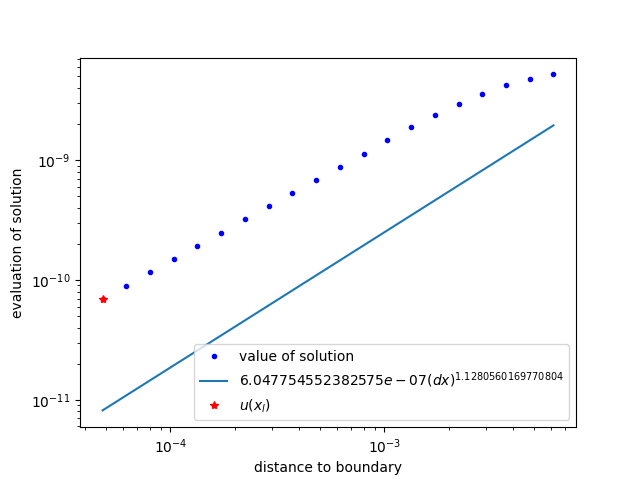 evaluation of solution
10⁻⁹
10⁻¹⁰
10⁻¹¹
value of solution
6.047754552382575e − 07(dx)^1.1280560169770804
u(x_l)
10⁻⁴
10⁻³
distance to boundary